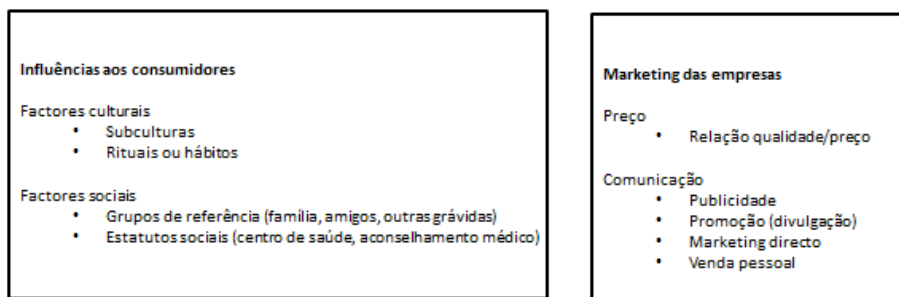 Influências aos consumidores
Factores culturais
• Subculturas
• Rituais ou hábitos
Factores sociais
• Grupos de referência (família, amigos, outras grávidas)
• Estatutos sociais (centro de saúde, aconselhamento médico)
Marketing das empresas
Preço
• Relação qualidade/preço
Comunicação
• Publicidade
• Promoção (divulgação)
• Marketing directo
• Venda pessoal